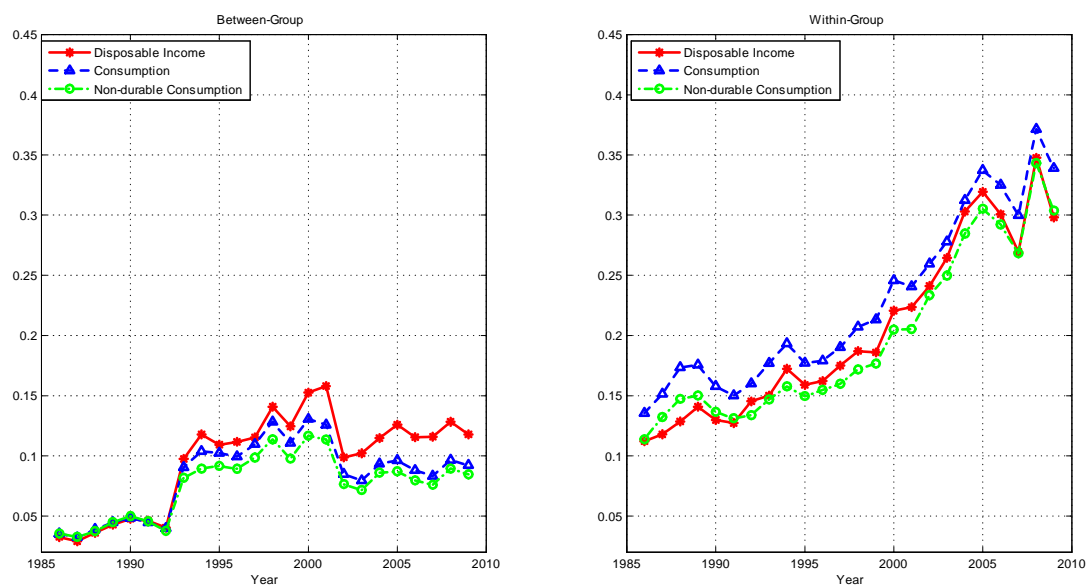 Between-Group
0.45
0.4
0.35
0.3
0.25
0.2
0.15
0.1
0.05
Disposable Income
Consumption
Non-durable Consumption
1985 1990 1995 2000 2005 2010
Year
Within-Group
0.45
0.4
0.35
0.3
0.25
0.2
0.15
0.1
0.05
Disposable Income
Consumption
Non-durable Consumption
1985 1990 1995 2000 2005 2010
Year